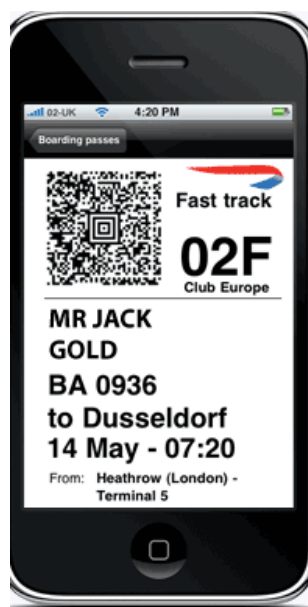 02-UK 4:20 PM
Boarding passes
Fast track
02F
Club Europe
MR JACK
GOLD
BA 0936
to Dusseldorf
14 May - 07:20
From: Heathrow (London) -
Terminal 5